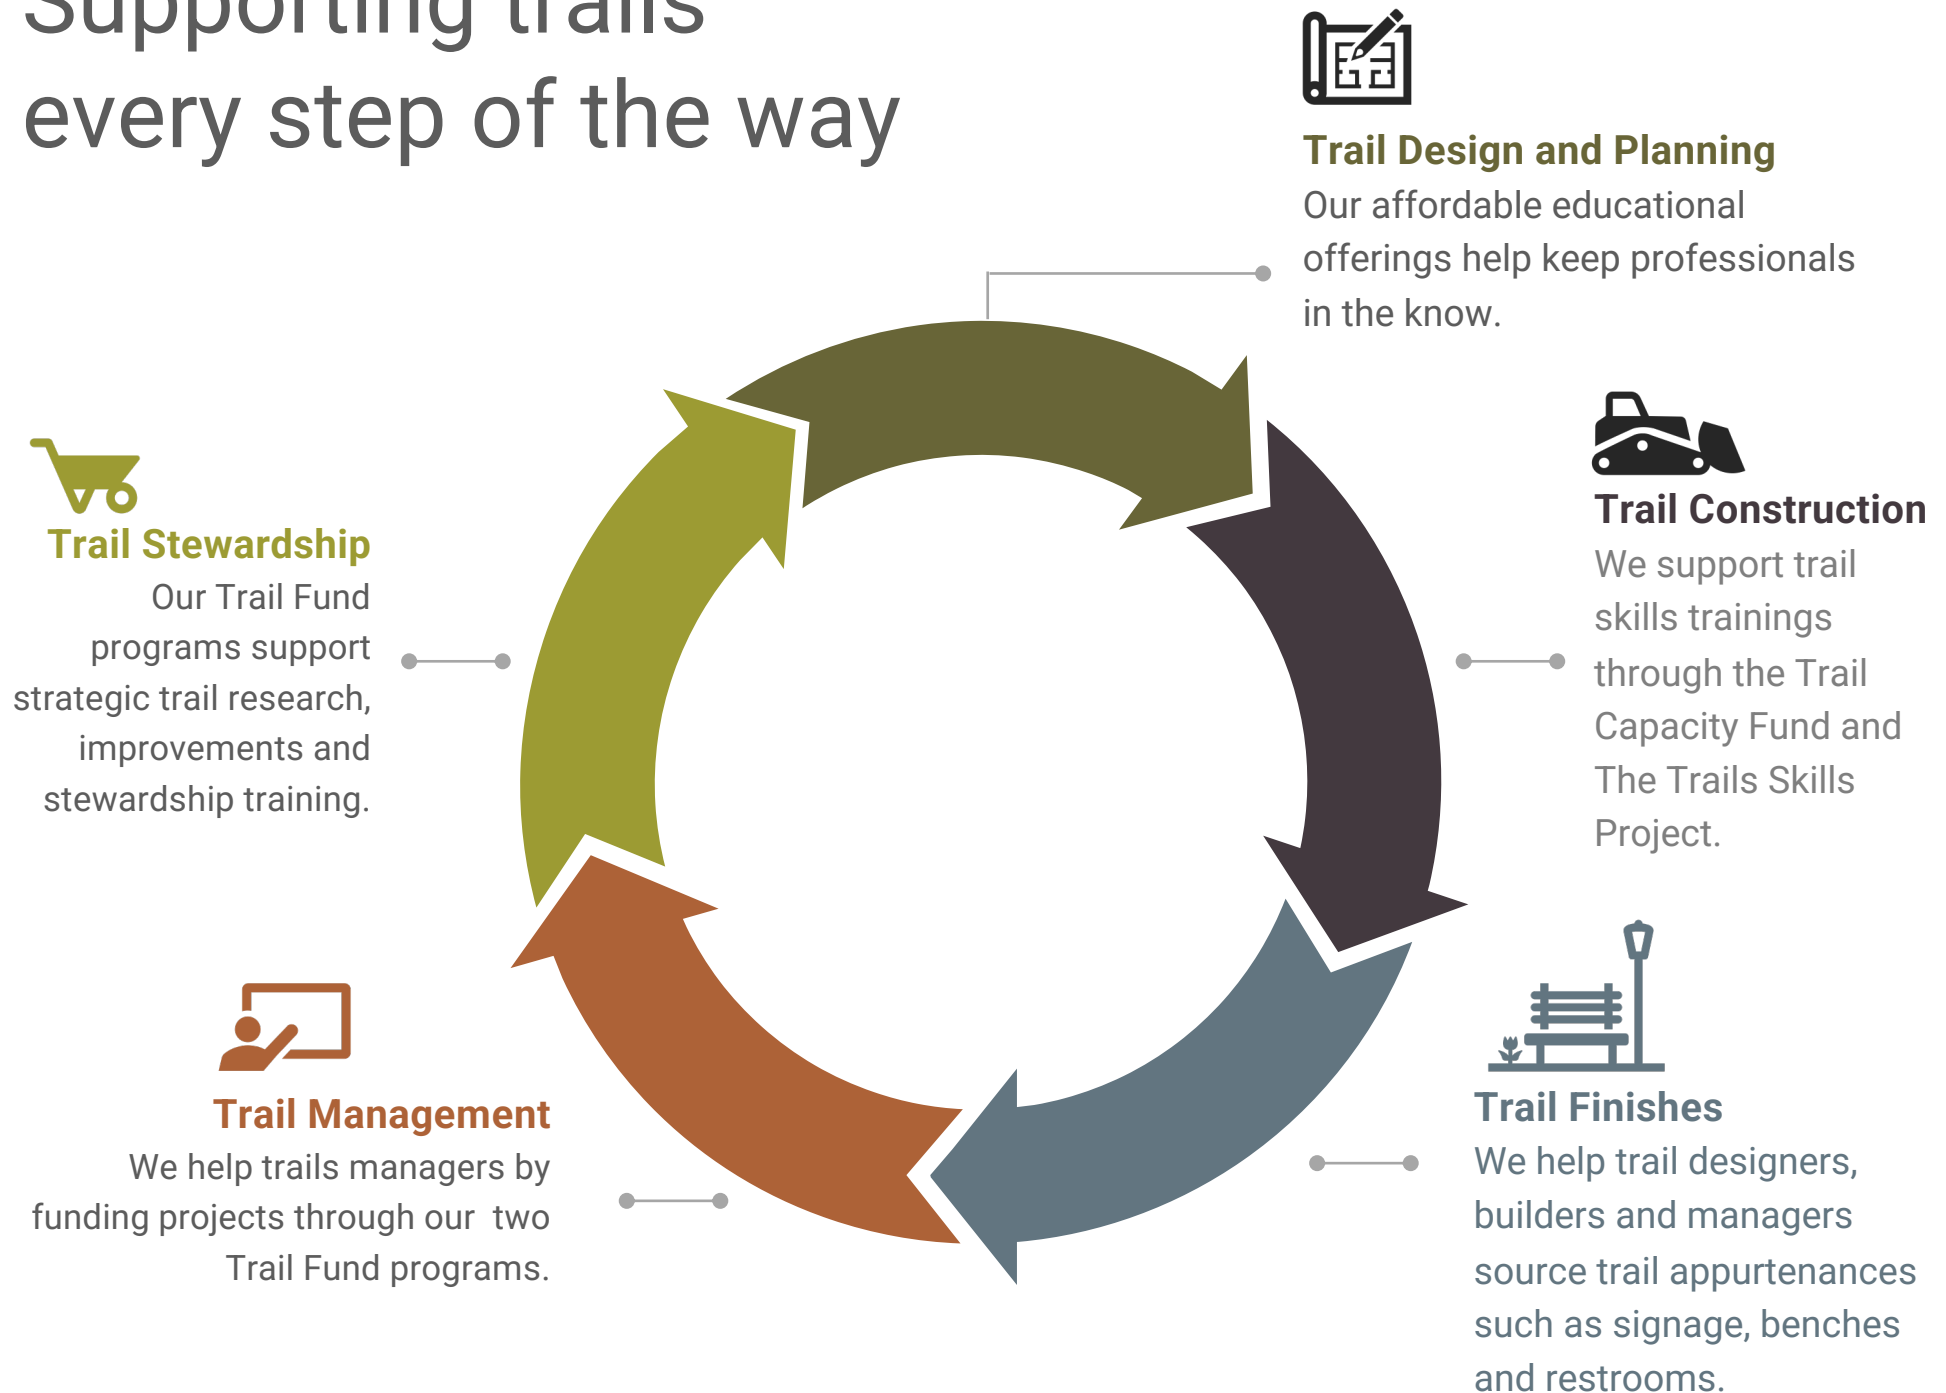 Supporting trails
every step of the way
Trail Design and Planning
Our affordable educational
offerings help keep professionals
in the know.
Trail Construction
We support trail
skills trainings
through the Trail
Capacity Fund and
The Trails Skills
Project.
Trail Finishes
We help trail designers,
builders and managers
source trail appurtenances
such as signage, benches
and restrooms.
Trail Management
We help trails managers by
funding projects through our  two
Trail Fund programs.
Trail Stewardship
Our Trail Fund
programs support
strategic trail research,
improvements and
stewardship training.